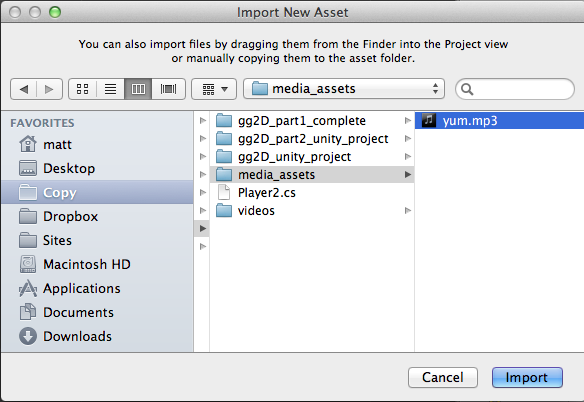 Import New Asset
You can also import files by dragging them from the Finder into the Project view
or manually copying them to the asset folder.
media_assets
FAVORITES
matt
Desktop
Copy
Dropbox
Sites
Macintosh HD
Applications
Documents
Downloads
gg2D_part1_complete
gg2D_part2_unity_project
gg2D_unity_project
media_assets
Player2.cs
videos
yum.mp3
Cancel
Import